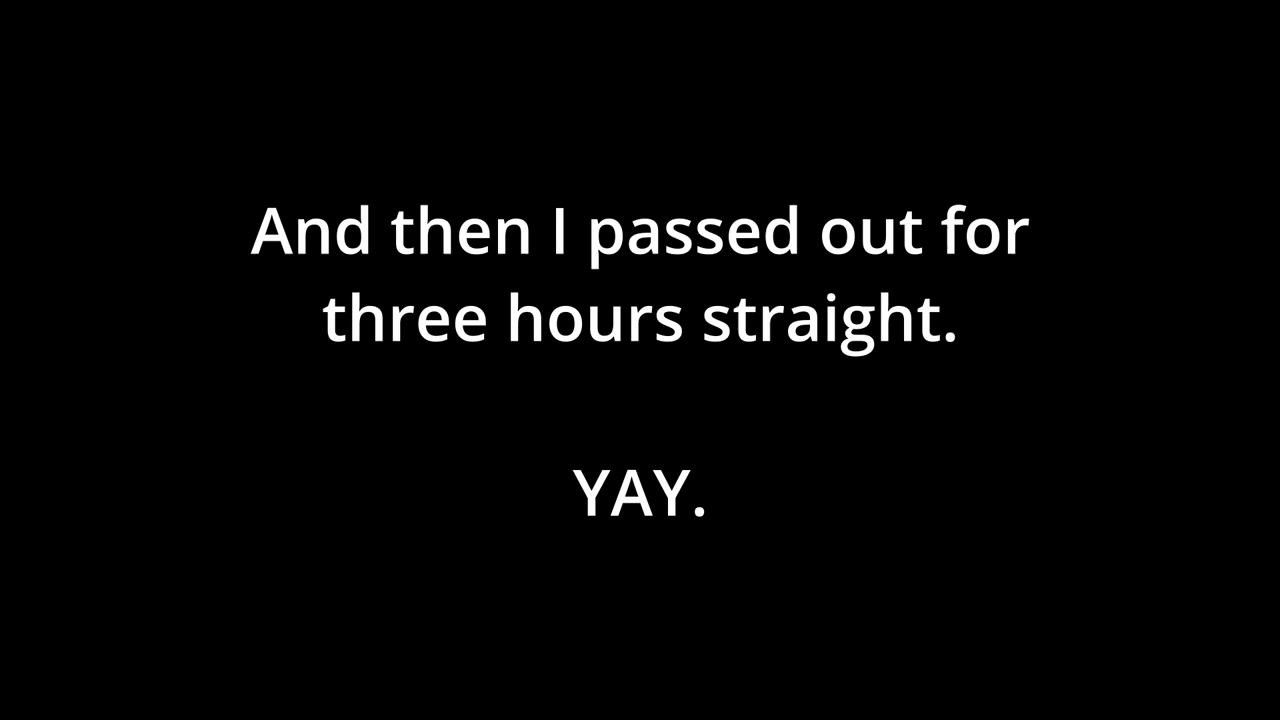 And then I passed out for
three hours straight.
YAY.